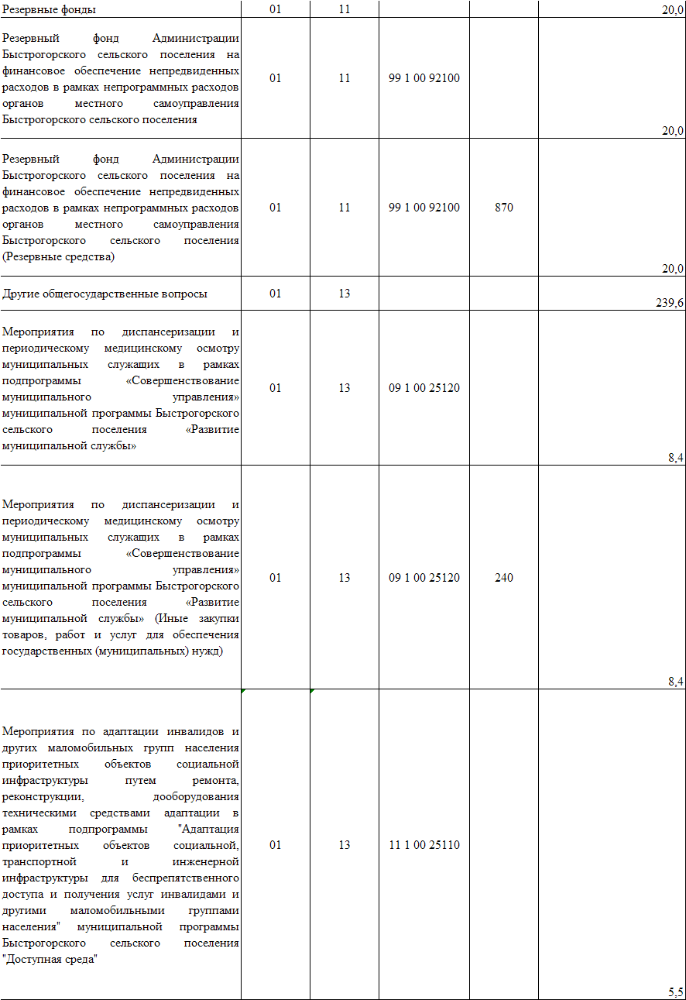 Резервные фонды 01 11 20,0
Резервный фонд Администрации
Быстрогорского сельского поселения на
финансовое обеспечение непредвиденных
расходов в рамках непрограммных расходов
органов местного самоуправления
Быстрогорского сельского поселения
01 11 99 1 00 92100
20,0
Резервный фонд Администрации
Быстрогорского сельского поселения на
финансовое обеспечение непредвиденных
расходов в рамках непрограммных расходов
органов местного самоуправления
Быстрогорского сельского поселения
(Резервные средства)
01 11 99 1 00 92100 870
20,0
Другие общегосударственные вопросы 01 13
239,6
Мероприятия по диспансеризации и
периодическому медицинскому осмотру
муниципальных служащих в рамках
подпрограммы «Совершенствование
муниципального управления»
муниципальной программы Быстрогорского
сельского поселения «Развитие
муниципальной службы»
01 13 09 1 00 25120
8,4
Мероприятия по диспансеризации и
периодическому медицинскому осмотру
муниципальных служащих в рамках
подпрограммы «Совершенствование
муниципального управления»
муниципальной программы Быстрогорского
сельского поселения «Развитие
муниципальной службы» (Иные закупки
товаров, работ и услуг для обеспечения
государственных (муниципальных) нужд)
01 13 09 1 00 25120 240
8,4
Мероприятия по адаптации инвалидов и
других маломобильных групп населения
приоритетных объектов социальной
инфраструктуры путем ремонта,
реконструкции, дооборудования
техническими средствами адаптации в
рамках подпрограммы "Адаптация
приоритетных объектов социальной,
транспортной и инженерной
инфраструктуры для беспрепятственного
доступа и получения услуг инвалидами и
другими маломобильными группами
населения" муниципальной программы
Быстрогорского сельского поселения
"Доступная среда"
01 13 11 1 00 25110
5,5